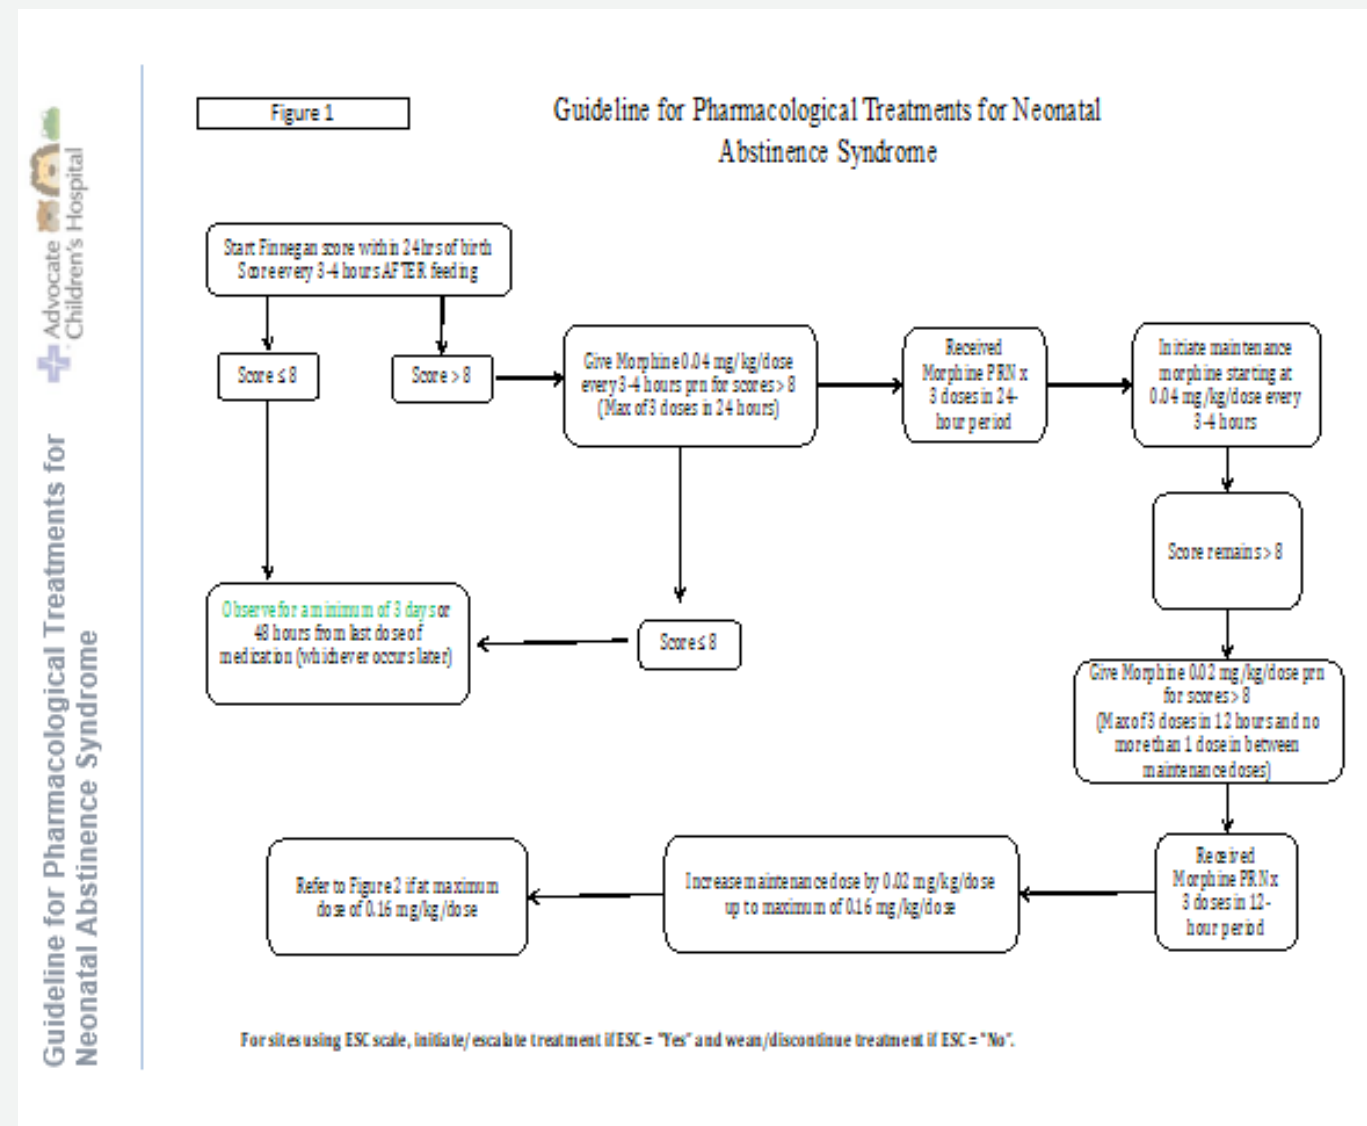 Guideline for Pharmacological Treatments for
Neonatal Abstinence Syndrome
Advocate
Children's Hospital
Figure 1
Guideline for Pharmacological Treatments for Neonatal
Abstinence Syndrome
Start Finnegan score within 24hrs of birth
Score every 3-4 hours AFTER feeding
Score ≤ 8
Score > 8
Give Morphine 0.04 mg/kg/dose
every 3-4 hours prn for scores > 8
(Max of 3 doses in 24 hours)
Received
Morphine PRN x
3 doses in 24-
hour period
Initiate maintenance
morphine starting at
0.04 mg/kg/dose every
3-4 hours
Score remains > 8
Observe for a minimum of 3 days or
48 hours from last dose of
medication (whichever occurs later)
Score ≤ 8
Give Morphine 0.02 mg/kg/dose prn
for scores > 8
(Max of 3 doses in 12 hours and no
more than 1 dose in between
maintenance doses)
Received
Morphine PRN x
3 doses in 12-
hour period
Increase maintenance dose by 0.02 mg/kg/dose
up to maximum of 0.16 mg/kg/dose
Refer to Figure 2 if at maximum
dose of 0.16 mg/kg/dose
For sites using ESC scale, initiate/escalate treatment if ESC = "Yes" and wean/discontinue treatment if ESC = "No".